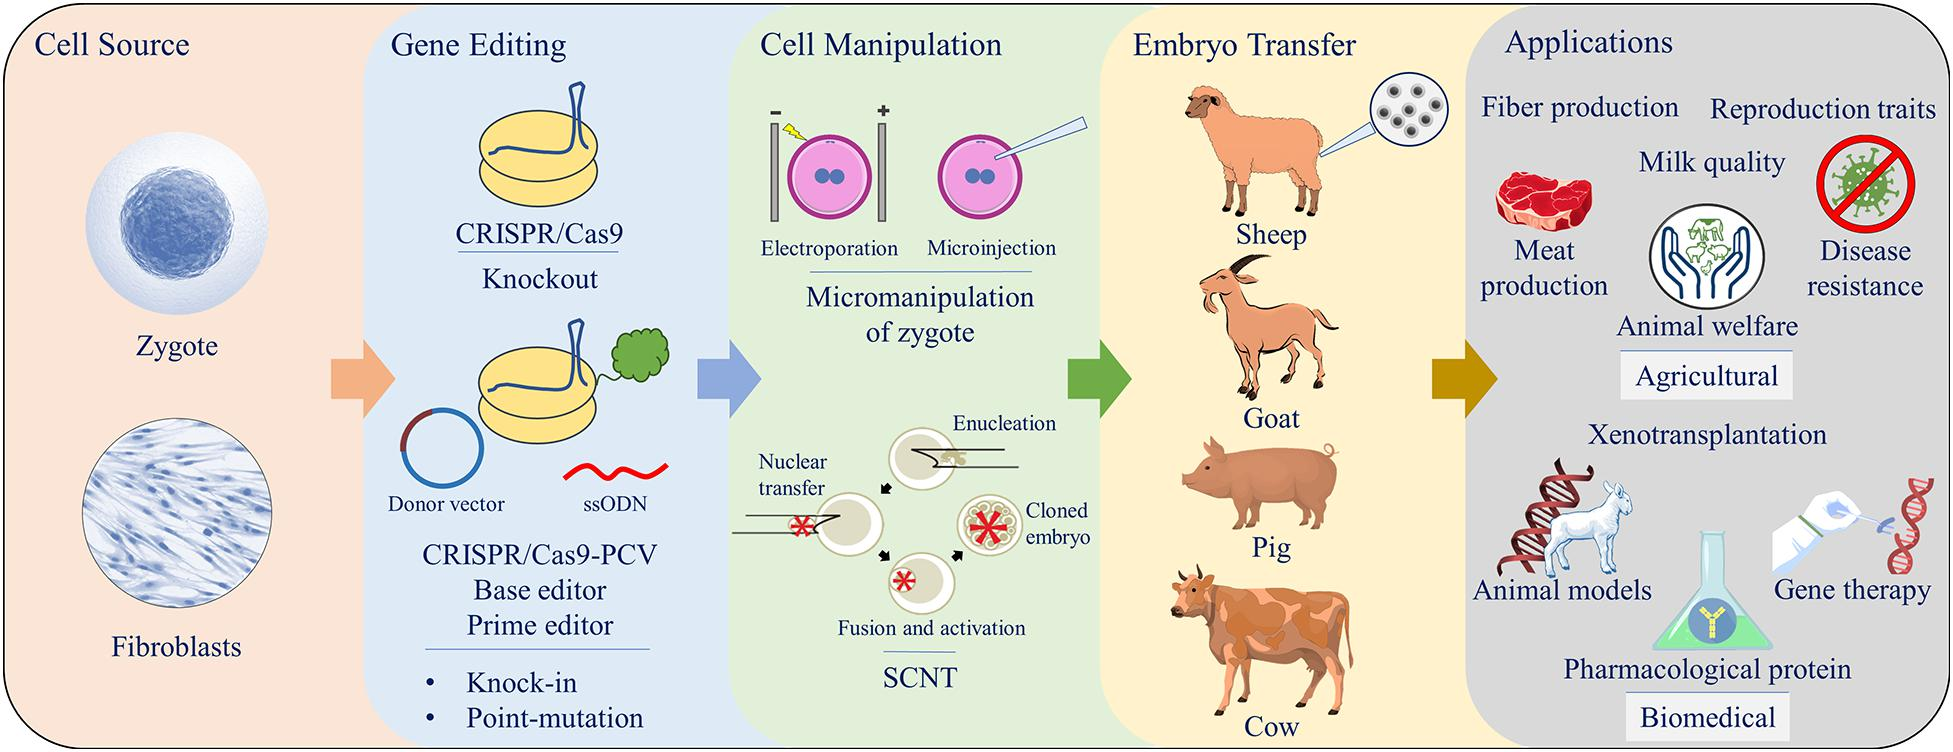 Cell Source
Zygote
Fibroblasts
Gene Editing
CRISPR/Cas9
Knockout
Donor vector
ssODN
CRISPR/Cas9-PCV
Base editor
Prime editor
• Knock-in
• Point-mutation
Cell Manipulation
-
+
Electroporation
Microinjection
Micromanipulation
of zygote
Enucleation
Nuclear
transfer
Cloned
embryo
Fusion and activation
SCNT
Embryo Transfer
Sheep
Goat
Pig
Cow
Applications
Fiber production
Reproduction traits
Milk quality
Meat
production
Disease
resistance
Animal welfare
Agricultural
Xenotransplantation
Animal models
Gene therapy
Pharmacological protein
Biomedical